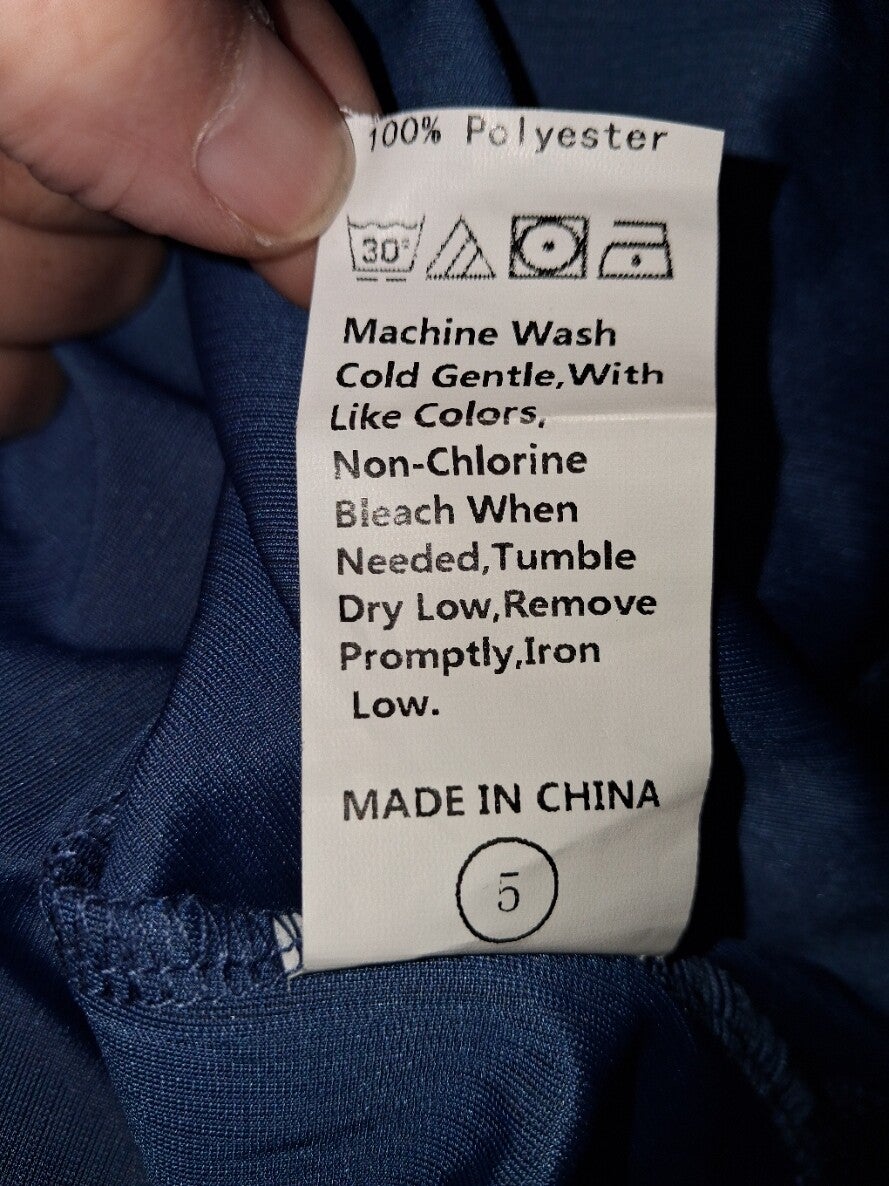 100% Polyester
30°
Machine Wash
Cold Gentle,With
Like Colors,
Non-Chlorine
Bleach When
Needed,Tumble
Dry Low,Remove
Promptly,Iron
Low.
MADE IN CHINA
5